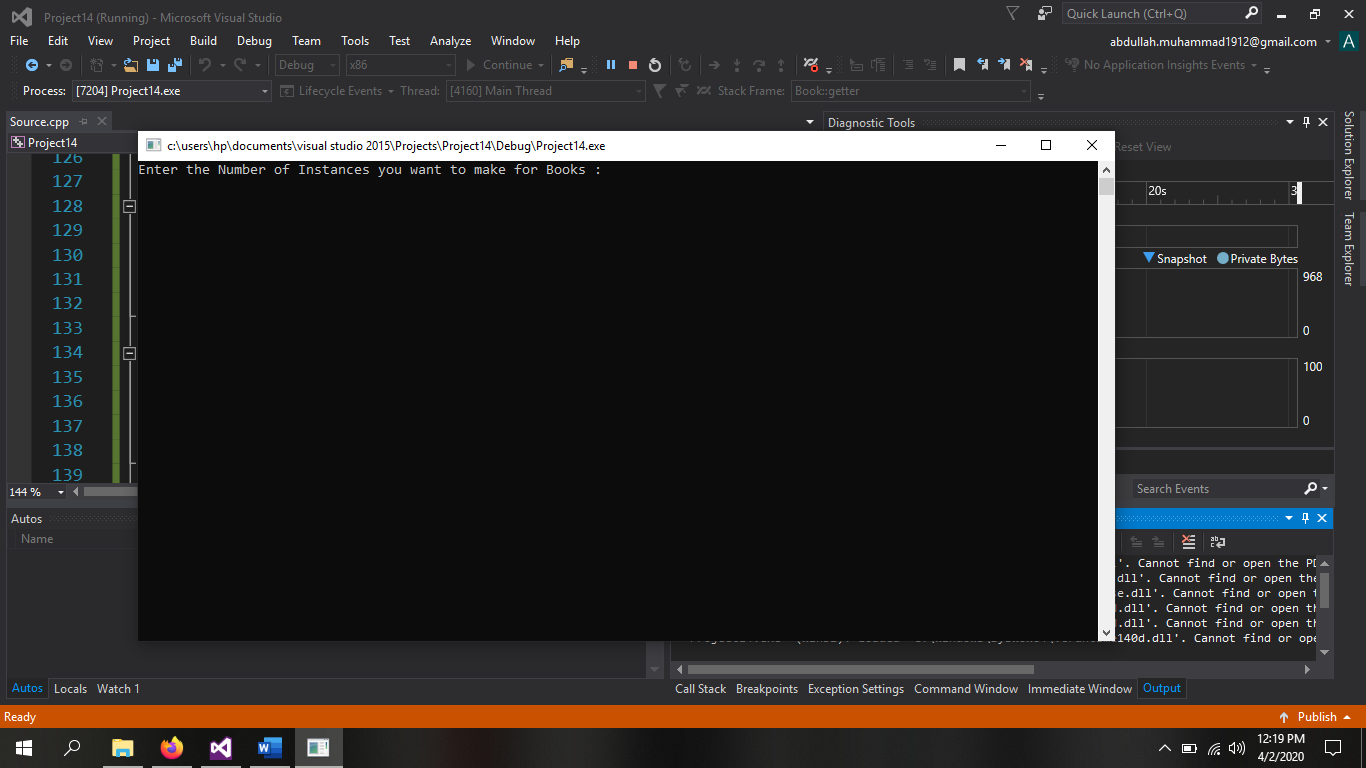 Project14 (Running) - Microsoft Visual Studio
Quick Launch (Ctrl+Q)
File Edit View Project Build Debug Team Tools Test Analyze Window Help
abdullah.muhammad1912@gmail.com A
Debug x86 Continue No Application Insights Events
Process: [7204] Project14.exe Lifecycle Events Thread: [4160] Main Thread Stack Frame: Book::getter
Source.cpp
Diagnostic Tools
Project14
c:\users\hp\documents\visual studio 2015\Projects\Project14\Debug\Project14.exe
Reset View
Enter the Number of Instances you want to make for Books :
126
127
128
129
130
131
132
133
134
135
136
137
138
139
20s 3
Snapshot Private Bytes
968
0
100
0
Solution Explorer
Team Explorer
144 %
Search Events
Autos
Name
'. Cannot find or open the PD
dll'. Cannot find or open the
e.dll'. Cannot find or open
.dll'. Cannot find or open th
.dll'. Cannot find or open th
140d.dll'. Cannot find or ope
Autos Locals Watch 1
Call Stack Breakpoints Exception Settings Command Window Immediate Window Output
Ready
Publish
12:19 PM
4/2/2020